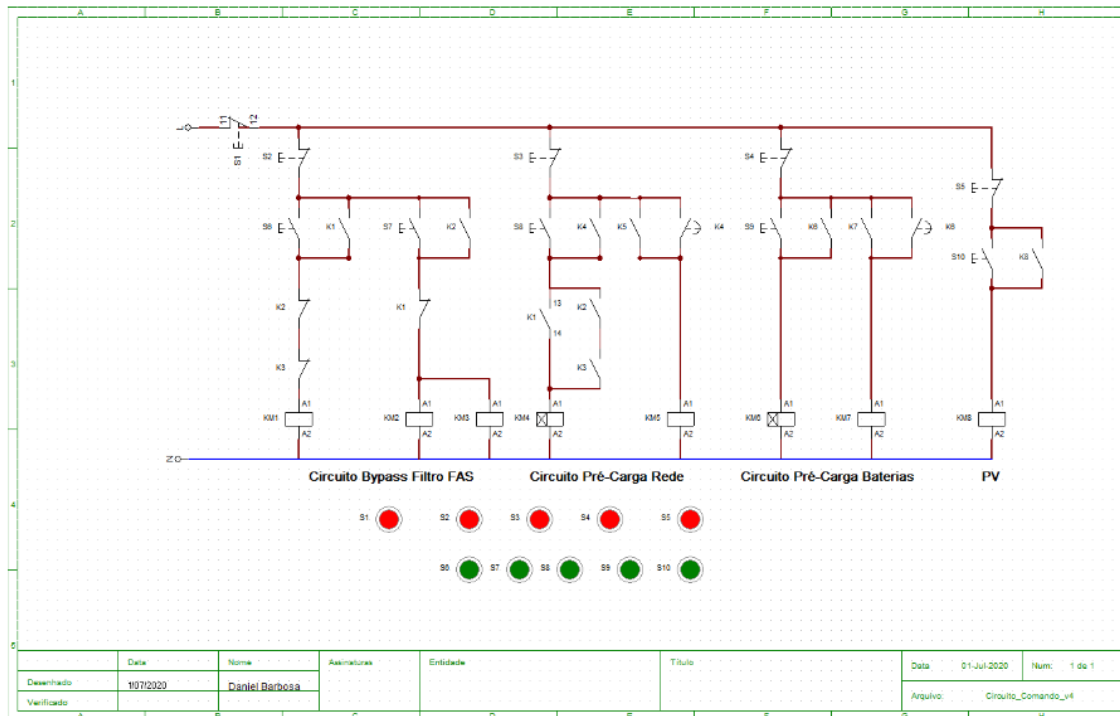 A B C D E F G H
1
L 11 12
S1
S2 S3 S4
S5
2
S6 K1 S7 K2 S8 K4 K5 K4 S9 K6 K7 K6
S10 K8
K2 K1 K1 13 14 K2
3
K3 K3
A1 A1 A1 A1 A1 A1 A1 A1
KM1 KM2 KM3 KM4 KM5 KM6 KM7 KM8
A2 A2 A2 A2 A2 A2 A2 A2
Circuito Bypass Filtro FAS Circuito Pré-Carga Rede Circuito Pré-Carga Baterias PV
4
S1 S2 S3 S4 S5
S6 S7 S8 S9 S10
5
Data Nome Assinaturas Entidade Título Data 01-Jul-2020 Num: 1 de 1
Desenhado 1/07/2020 Daniel Barbosa
Verificado Arquivo: Circuito_Comando_v4
A B C D E F G H